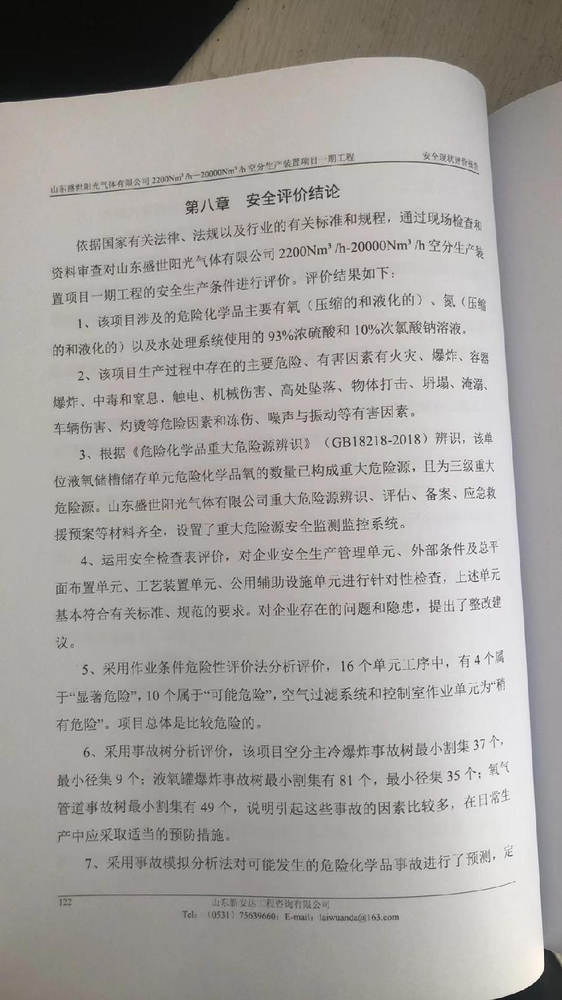 山东盛世阳光气体有限公司 2200Nm³/h—20000Nm³/h 空分生产装置项目一期工程 安全现状评价报告
第八章 安全评价结论
依据国家有关法律、法规以及行业的有关标准和规程，通过现场检查和
资料审查对山东盛世阳光气体有限公司 2200Nm³/h-20000Nm³/h 空分生产装
置项目一期工程的安全生产条件进行评价。评价结果如下：
1、该项目涉及的危险化学品主要有氧（压缩的和液化的）、氮（压缩
的和液化的）以及水处理系统使用的 93%浓硫酸和 10%次氯酸钠溶液。
2、该项目生产过程中存在的主要危险、有害因素有火灾、爆炸、容器
爆炸、中毒和窒息、触电、机械伤害、高处坠落、物体打击、坍塌、淹溺、
车辆伤害、灼烫等危险因素和冻伤、噪声与振动等有害因素。
3、根据《危险化学品重大危险源辨识》（GB18218-2018）辨识，该单
位液氧储槽储存单元危险化学品氧的数量已构成重大危险源，且为三级重大
危险源。山东盛世阳光气体有限公司重大危险源辨识、评估、备案、应急救
援预案等材料齐全，设置了重大危险源安全监测监控系统。
4、运用安全检查表评价，对企业安全生产管理单元、外部条件及总平
面布置单元、工艺装置单元、公用辅助设施单元进行针对性检查，上述单元
基本符合有关标准、规范的要求。对企业存在的问题和隐患，提出了整改建
议。
5、采用作业条件危险性评价法分析评价，16 个单元工序中，有 4 个属
于“显著危险”，10 个属于“可能危险”，空气过滤系统和控制室作业单元为“稍
有危险”。项目总体是比较危险的。
6、采用事故树分析评价，该项目空分主冷爆炸事故树最小割集 37 个，
最小径集 9 个；液氧罐爆炸事故树最小割集有 81 个，最小径集 35 个；氧气
管道事故树最小割集有 49 个，说明引起这些事故的因素比较多，在日常生
产中应采取适当的预防措施。
7、采用事故模拟分析法对可能发生的危险化学品事故进行了预测，定
122
山东新安达工程咨询有限公司
Tel：（0531）75639660；E-mail：laiwuanda@163.com